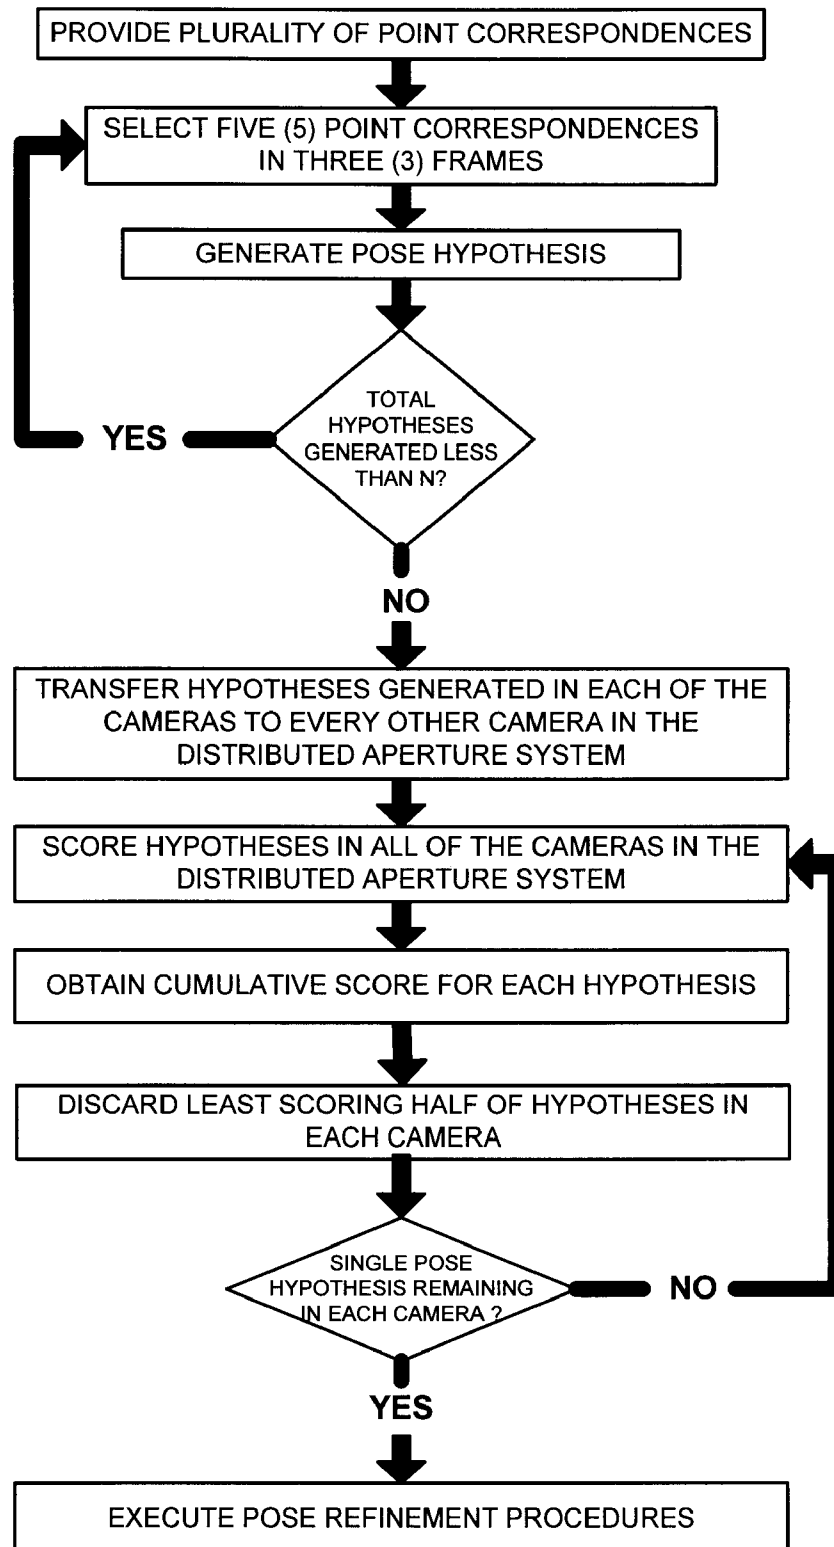 PROVIDE PLURALITY OF POINT CORRESPONDENCES
SELECT FIVE (5) POINT CORRESPONDENCES
IN THREE (3) FRAMES
GENERATE POSE HYPOTHESIS
TOTAL
HYPOTHESES
GENERATED LESS
THAN N?
YES
NO
TRANSFER HYPOTHESES GENERATED IN EACH OF THE
CAMERAS TO EVERY OTHER CAMERA IN THE
DISTRIBUTED APERTURE SYSTEM
SCORE HYPOTHESES IN ALL OF THE CAMERAS IN THE
DISTRIBUTED APERTURE SYSTEM
OBTAIN CUMULATIVE SCORE FOR EACH HYPOTHESIS
DISCARD LEAST SCORING HALF OF HYPOTHESES IN
EACH CAMERA
SINGLE POSE
HYPOTHESIS REMAINING
IN EACH CAMERA ?
NO
YES
EXECUTE POSE REFINEMENT PROCEDURES